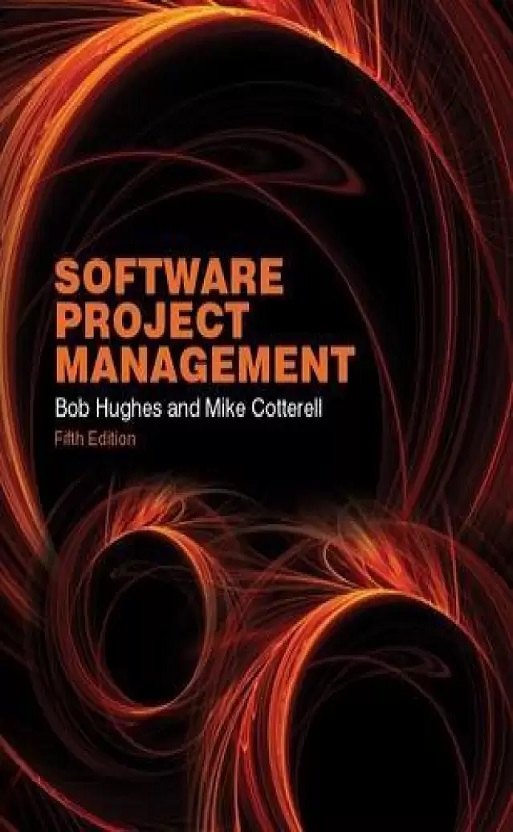 SOFTWARE
PROJECT
MANAGEMENT
Bob Hughes and Mike Cotterell
Fifth Edition